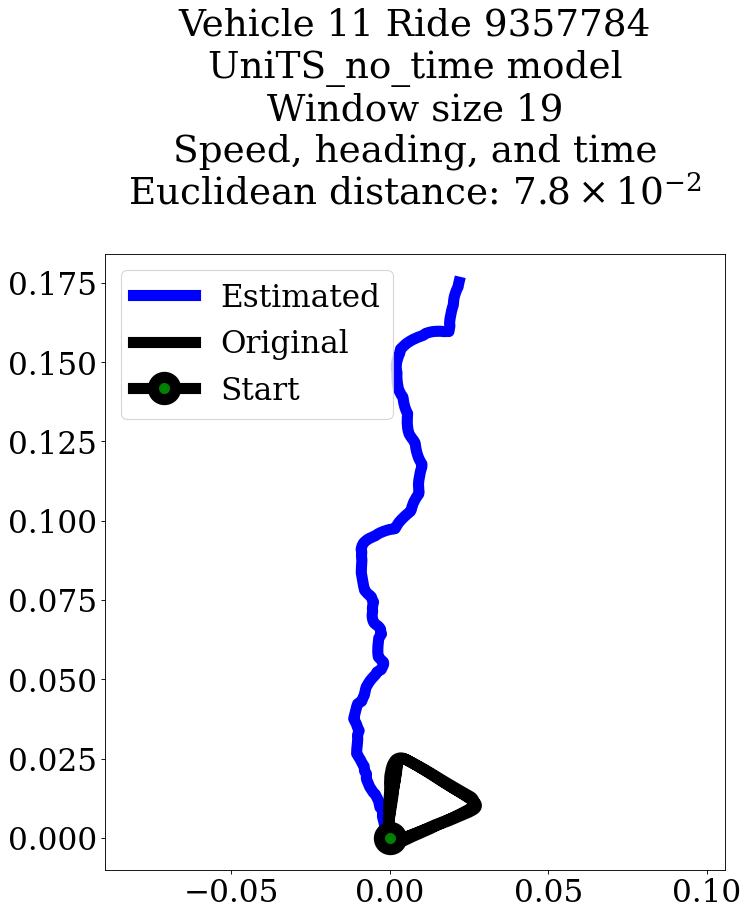 Vehicle 11 Ride 9357784
UniTS_no_time model
Window size 19
Speed, heading, and time
Euclidean distance: 7.8 × 10⁻²
Estimated
Original
Start
0.175
0.150
0.125
0.100
0.075
0.050
0.025
0.000
−0.05 0.00 0.05 0.10